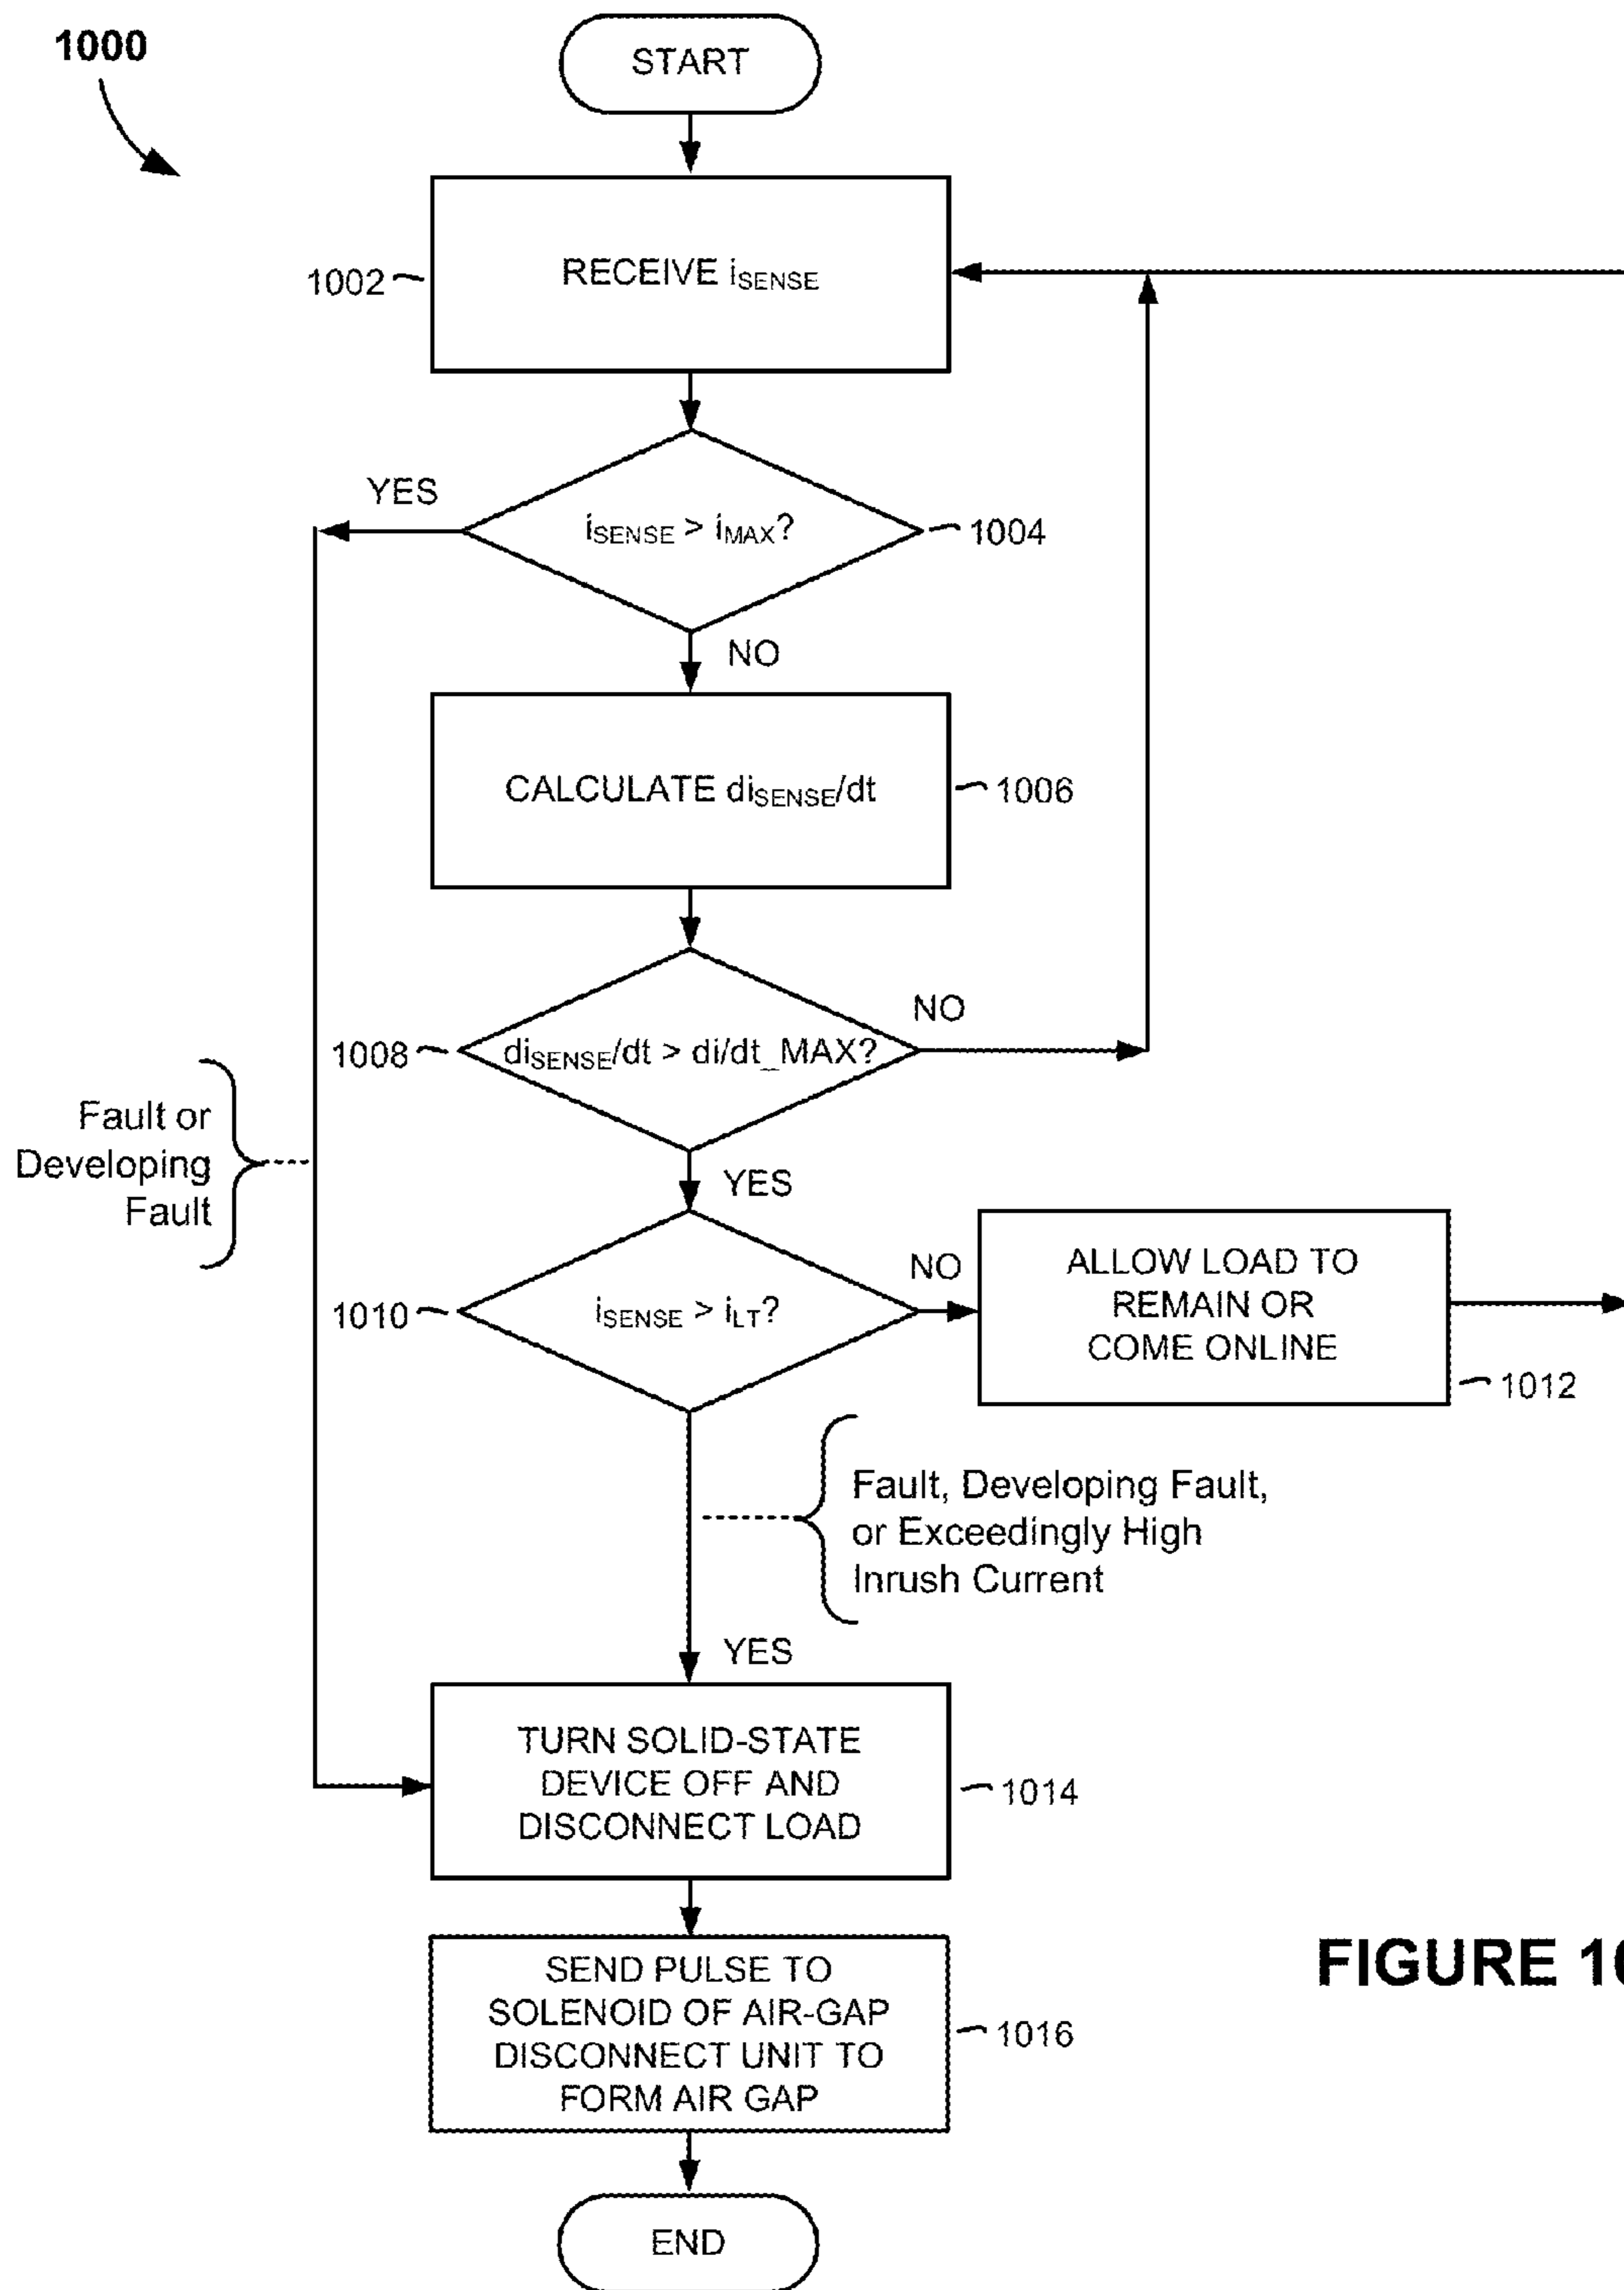 1000
START
1002
RECEIVE iSENSE
YES
iSENSE > iMAX?
1004
NO
CALCULATE diSENSE/dt
1006
NO
1008
diSENSE/dt > di/dt_MAX?
Fault or
Developing
Fault
YES
NO
1010
iSENSE > iLT?
ALLOW LOAD TO
REMAIN OR
COME ONLINE
1012
Fault, Developing Fault,
or Exceedingly High
Inrush Current
YES
TURN SOLID-STATE
DEVICE OFF AND
DISCONNECT LOAD
1014
SEND PULSE TO
SOLENOID OF AIR-GAP
DISCONNECT UNIT TO
FORM AIR GAP
1016
FIGURE 10
END